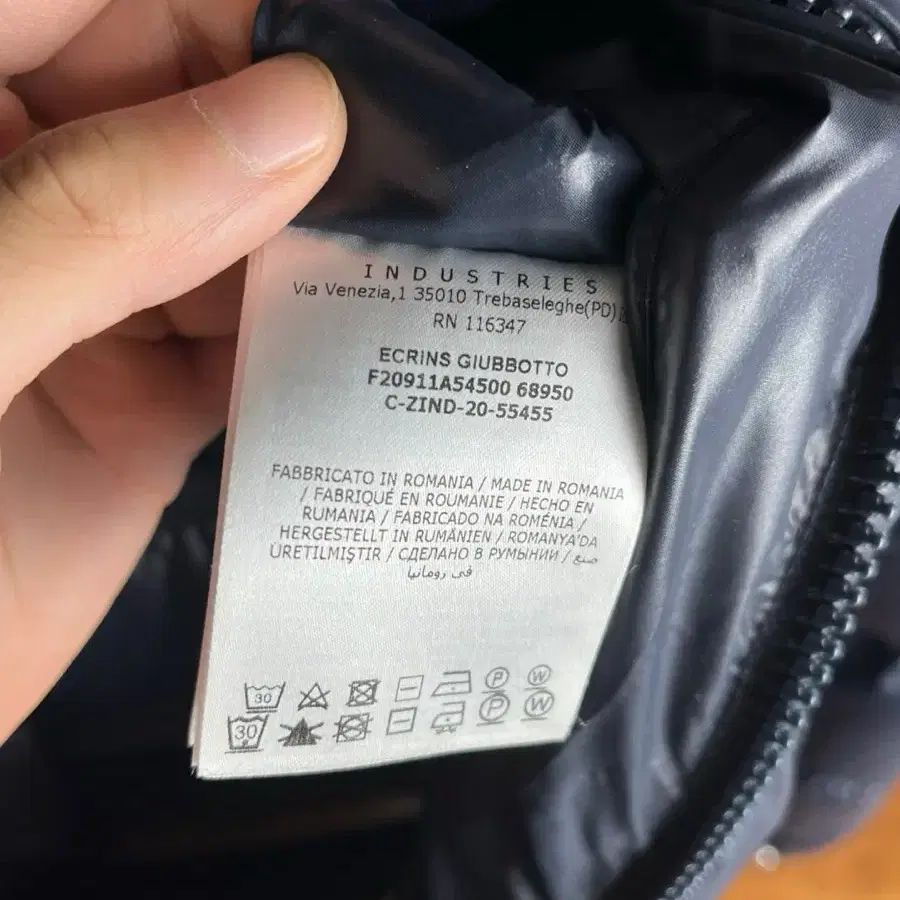 INDUSTRIES
Via Venezia,1 35010 Trebaseleghe(PD)
RN 116347
ECRINS GIUBBOTTO
F20911A54500 68950
C-ZIND-20-55455
FABBRICATO IN ROMANIA / MADE IN ROMANIA
/ FABRIQUÉ EN ROUMANIE / HECHO EN
RUMANIA / FABRICADO NA ROMÉNIA /
HERGESTELLT IN RUMÄNIEN / ROMANYA'DA
ÜRETILMIŞTIR / СДЕЛАНО В РУМЫНИИ / صنع
في رومانيا
30 P W
30 P W